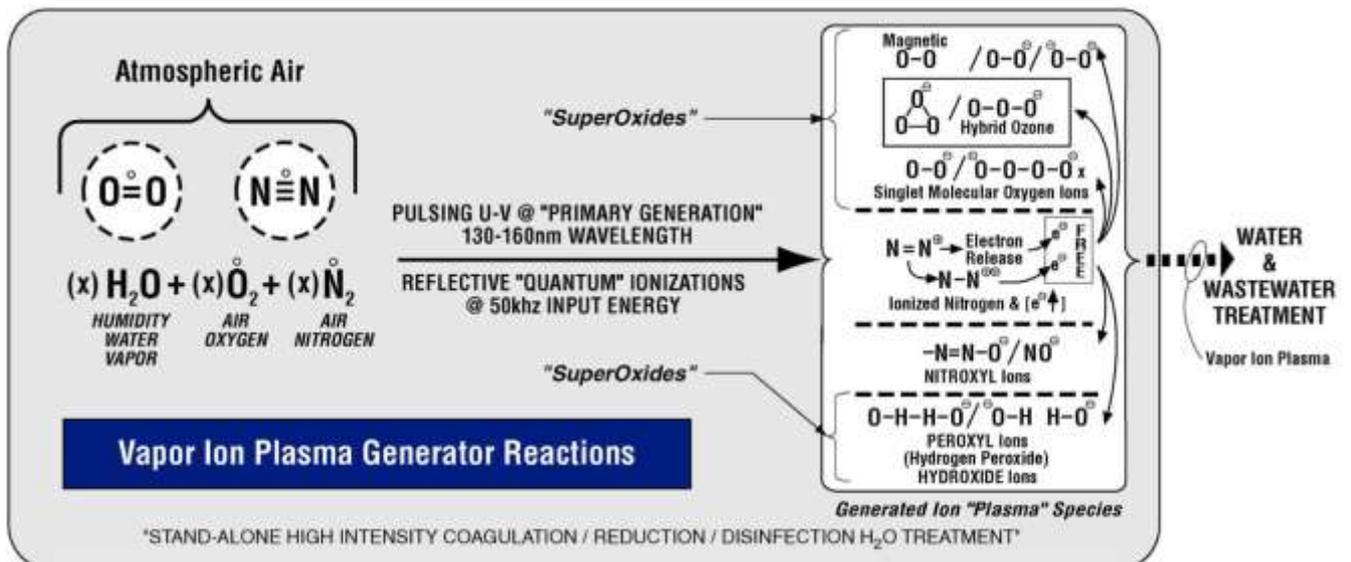 Atmospheric Air
O=O N≡N
(x) H₂O + (x) O₂ + (x) N₂
HUMIDITY WATER VAPOR
AIR OXYGEN
AIR NITROGEN
PULSING U-V @ "PRIMARY GENERATION"
130-160nm WAVELENGTH
REFLECTIVE "QUANTUM" IONIZATIONS
@ 50khz INPUT ENERGY
"SuperOxides"
"SuperOxides"
Magnetic
O-O / O-O⊖ / ⊖O-O⊖
O O-O⊖ / O-O-O⊖
Hybrid Ozone
O-O⊖ / ⊖O-O-O-O⊖x
Singlet Molecular Oxygen Ions
N=N⊕ Electron
Release
e⊖
e⊖
FREE
N-N⊕⊕
Ionized Nitrogen & [e⊖↑]
-N=N-O⊖ / NO⊖
NITROXYL Ions
O-H-H-O⊖ / ⊖O-H H-O⊖
PEROXYL Ions
(Hydrogen Peroxide)
HYDROXIDE Ions
Generated Ion "Plasma" Species
WATER
&
WASTEWATER
TREATMENT
Vapor Ion Plasma
Vapor Ion Plasma Generator Reactions
"STAND-ALONE HIGH INTENSITY COAGULATION / REDUCTION / DISINFECTION H₂O TREATMENT"